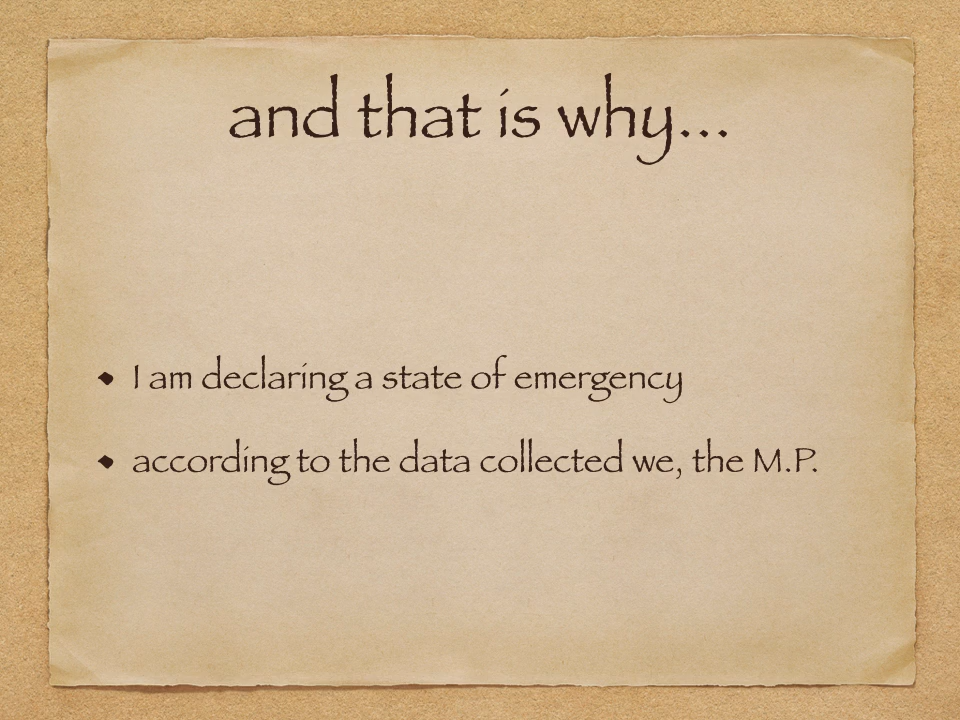 and that is why...
• I am declaring a state of emergency
• according to the data collected we, the M.P.